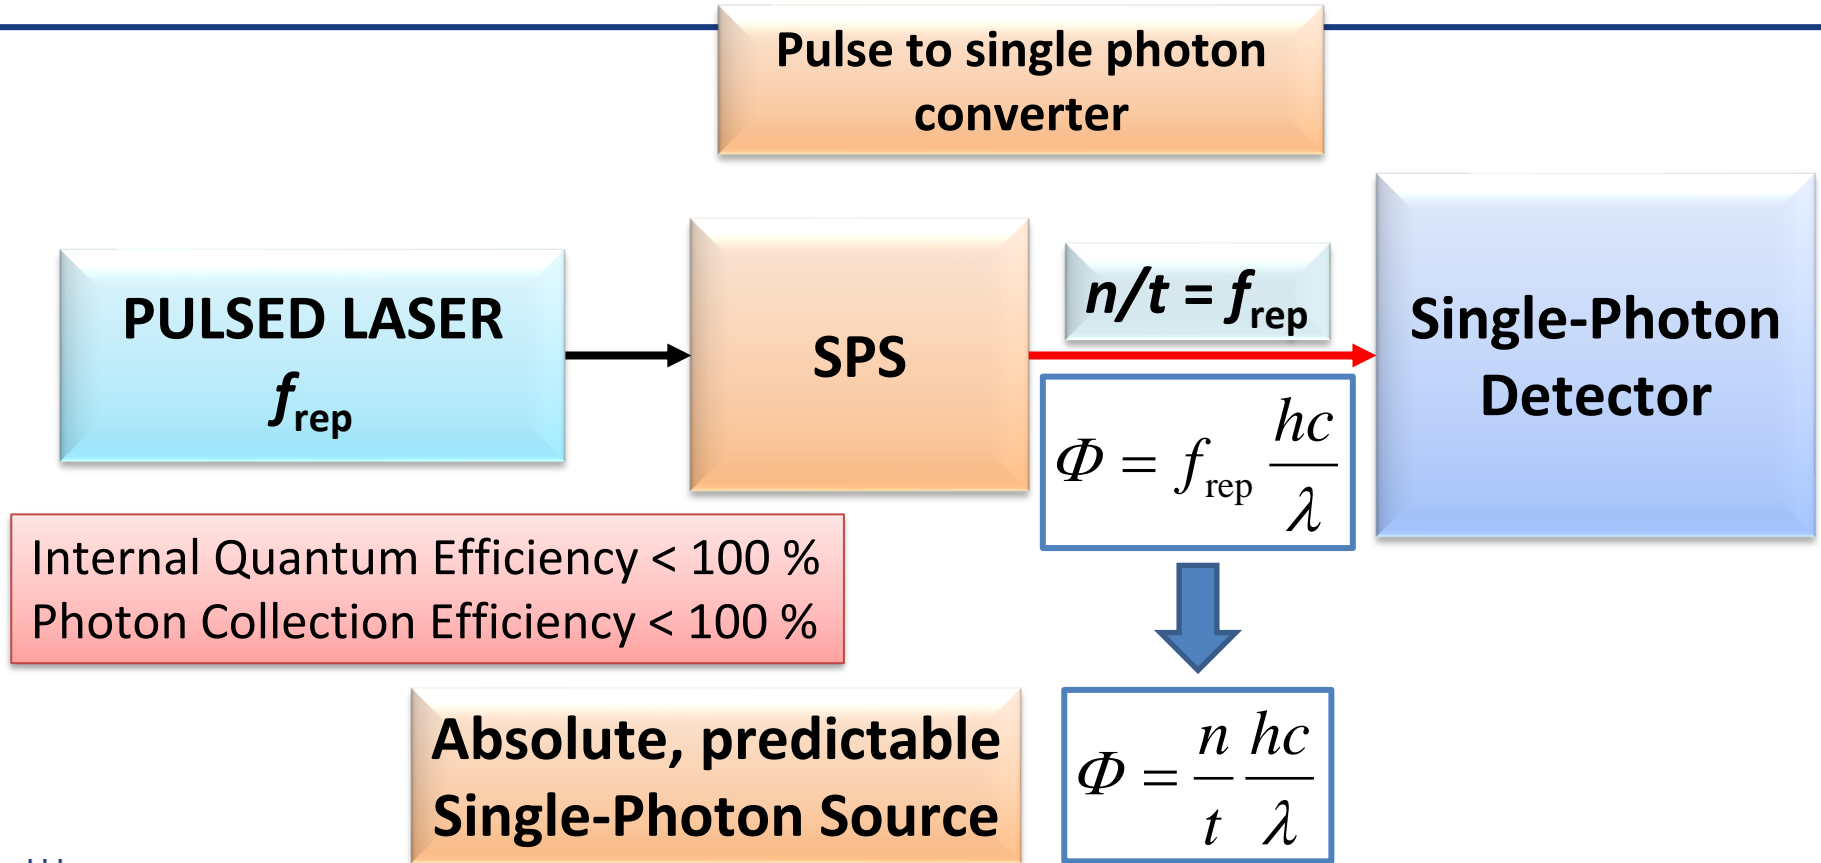 Pulse to single photon
converter
PULSED LASER
f_rep
SPS
n/t = f_rep
Φ = f_rep hc/λ
Single-Photon
Detector
Internal Quantum Efficiency < 100 %
Photon Collection Efficiency < 100 %
Absolute, predictable
Single-Photon Source
Φ = n/t hc/λ